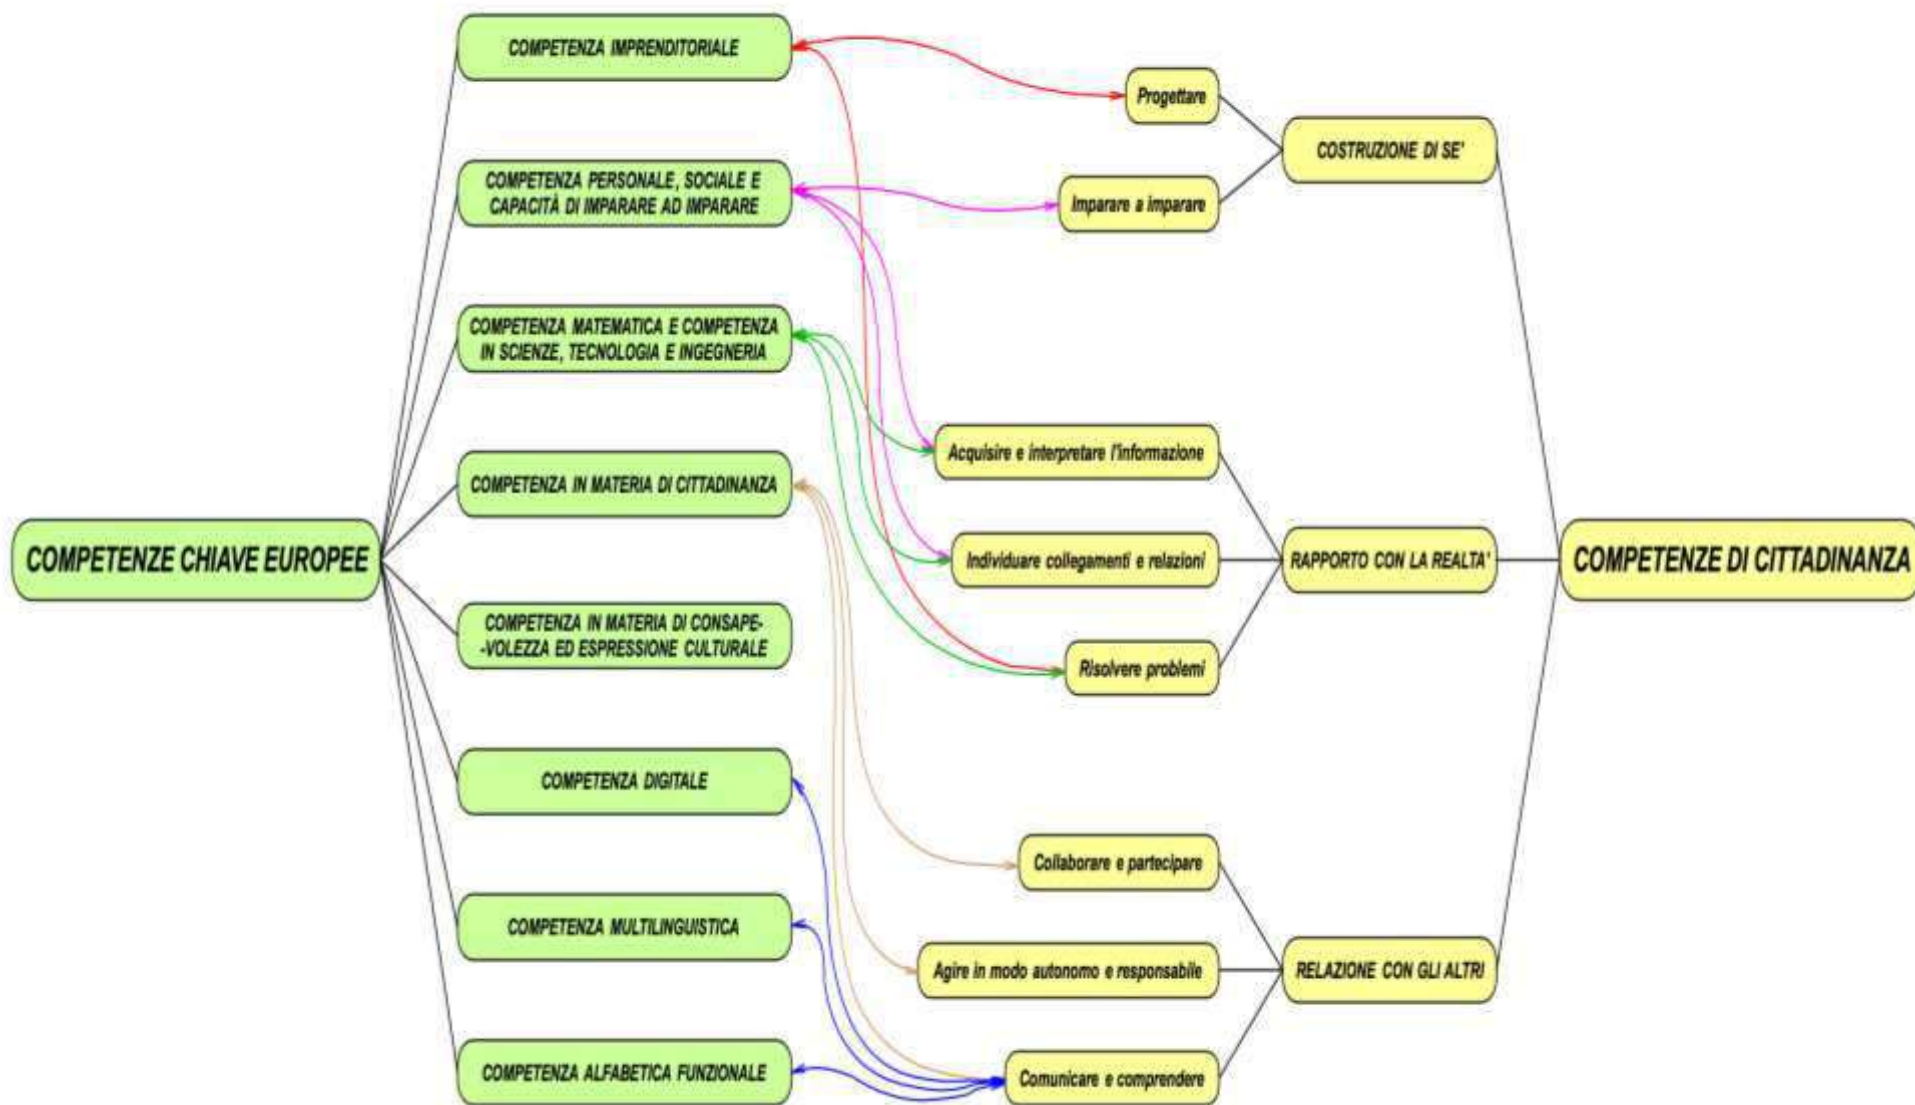 COMPETENZE CHIAVE EUROPEE
COMPETENZA IMPRENDITORIALE
COMPETENZA PERSONALE, SOCIALE E
CAPACITÀ DI IMPARARE AD IMPARARE
COMPETENZA MATEMATICA E COMPETENZA
IN SCIENZE, TECNOLOGIA E INGEGNERIA
COMPETENZA IN MATERIA DI CITTADINANZA
COMPETENZA IN MATERIA DI CONSAPE-
-VOLEZZA ED ESPRESSIONE CULTURALE
COMPETENZA DIGITALE
COMPETENZA MULTILINGUISTICA
COMPETENZA ALFABETICA FUNZIONALE
Progettare
Imparare a imparare
Acquisire e interpretare l'informazione
Individuare collegamenti e relazioni
Risolvere problemi
Collaborare e partecipare
Agire in modo autonomo e responsabile
Comunicare e comprendere
COSTRUZIONE DI SE'
RAPPORTO CON LA REALTA'
RELAZIONE CON GLI ALTRI
COMPETENZE DI CITTADINANZA